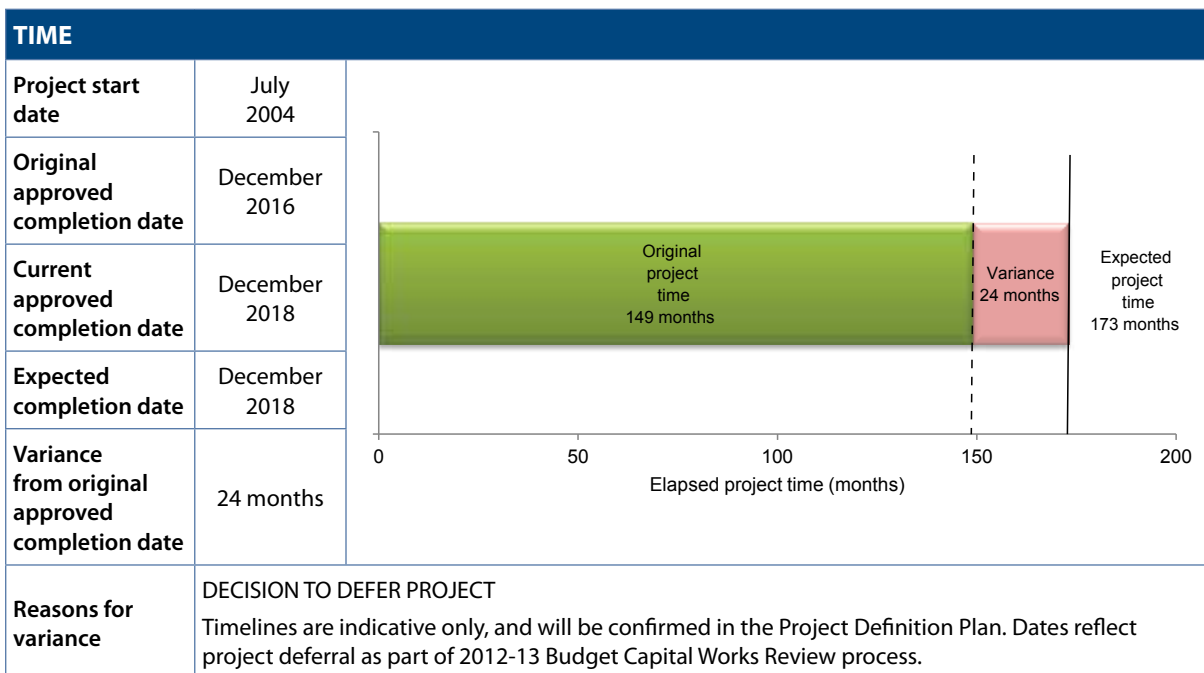 TIME
Project start
date
July
2004
Original
approved
completion date
December
2016
Current
approved
completion date
December
2018
Expected
completion date
December
2018
Variance
from original
approved
completion date
24 months
Original
project
time
149 months
Variance
24 months
Expected
project
time
173 months
0 50 100 150 200
Elapsed project time (months)
Reasons for
variance
DECISION TO DEFER PROJECT
Timelines are indicative only, and will be confirmed in the Project Definition Plan. Dates reflect
project deferral as part of 2012-13 Budget Capital Works Review process.